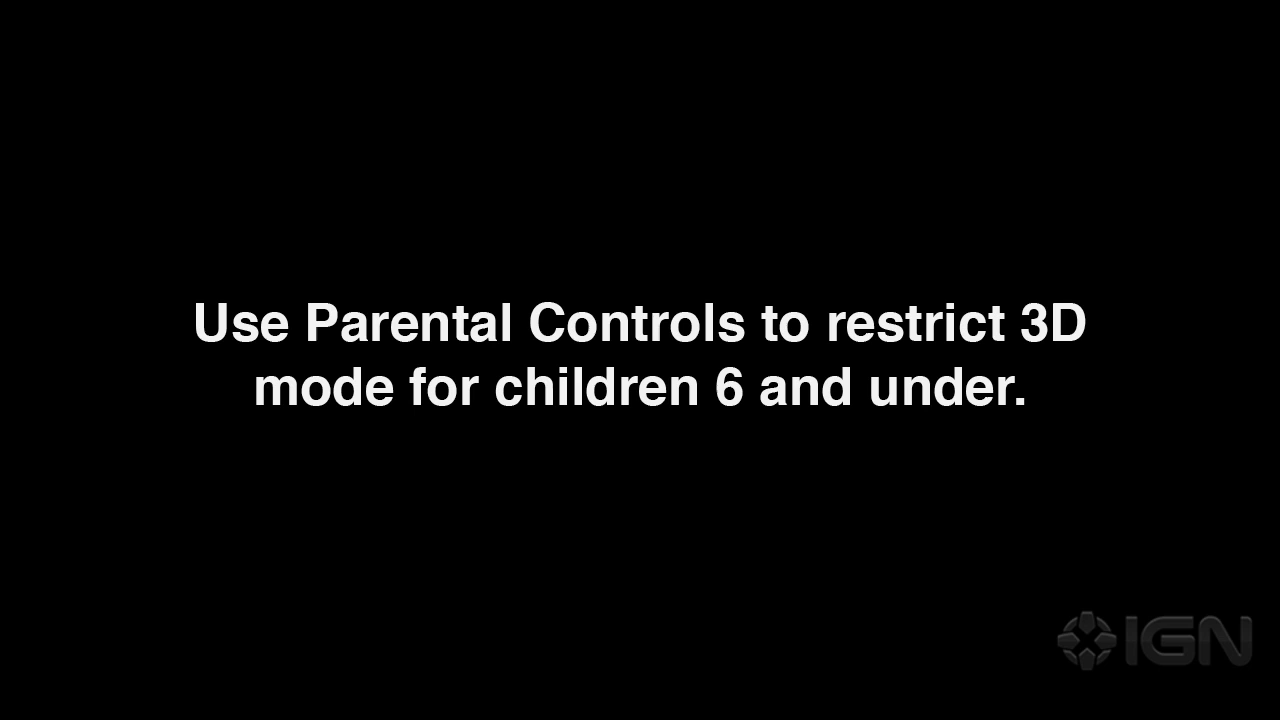 Use Parental Controls to restrict 3D
mode for children 6 and under.
IGN